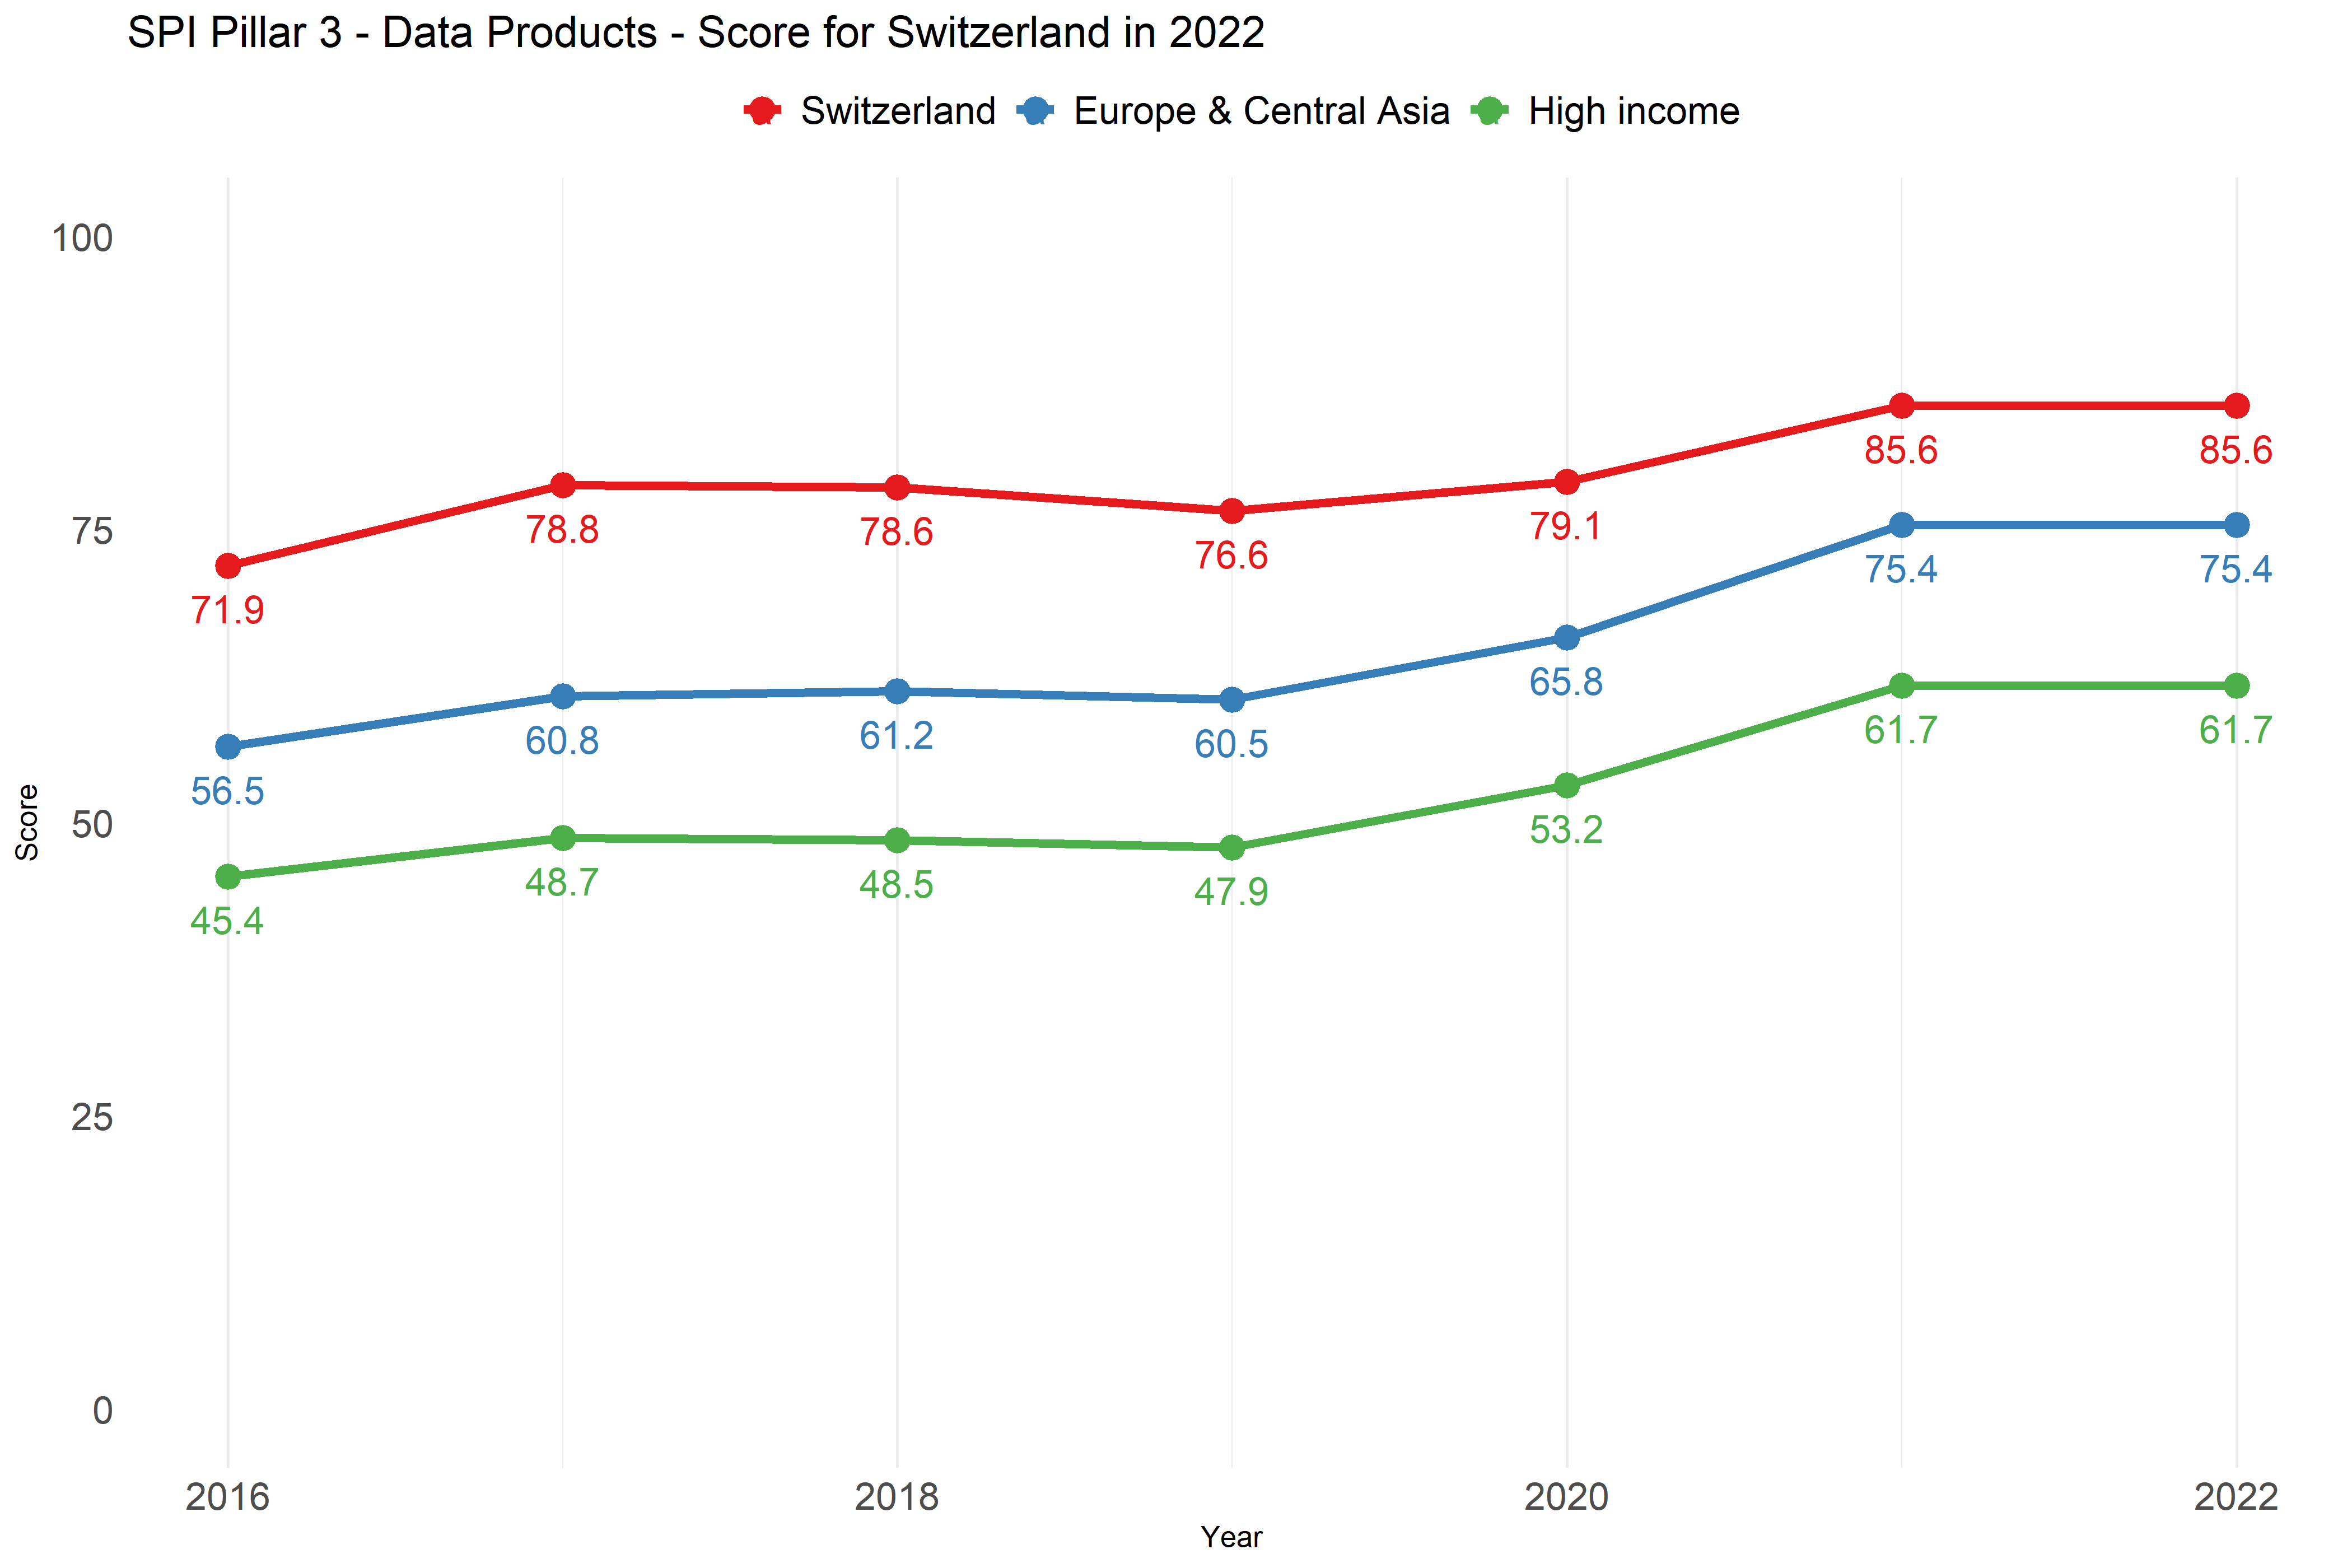 SPI Pillar 3 - Data Products - Score for Switzerland in 2022
Switzerland Europe & Central Asia High income
100
75
50
25
0
Score
71.9 78.8 78.6 76.6 79.1 85.6 85.6
56.5 60.8 61.2 60.5 65.8 75.4 75.4
45.4 48.7 48.5 47.9 53.2 61.7 61.7
2016 2018 2020 2022
Year